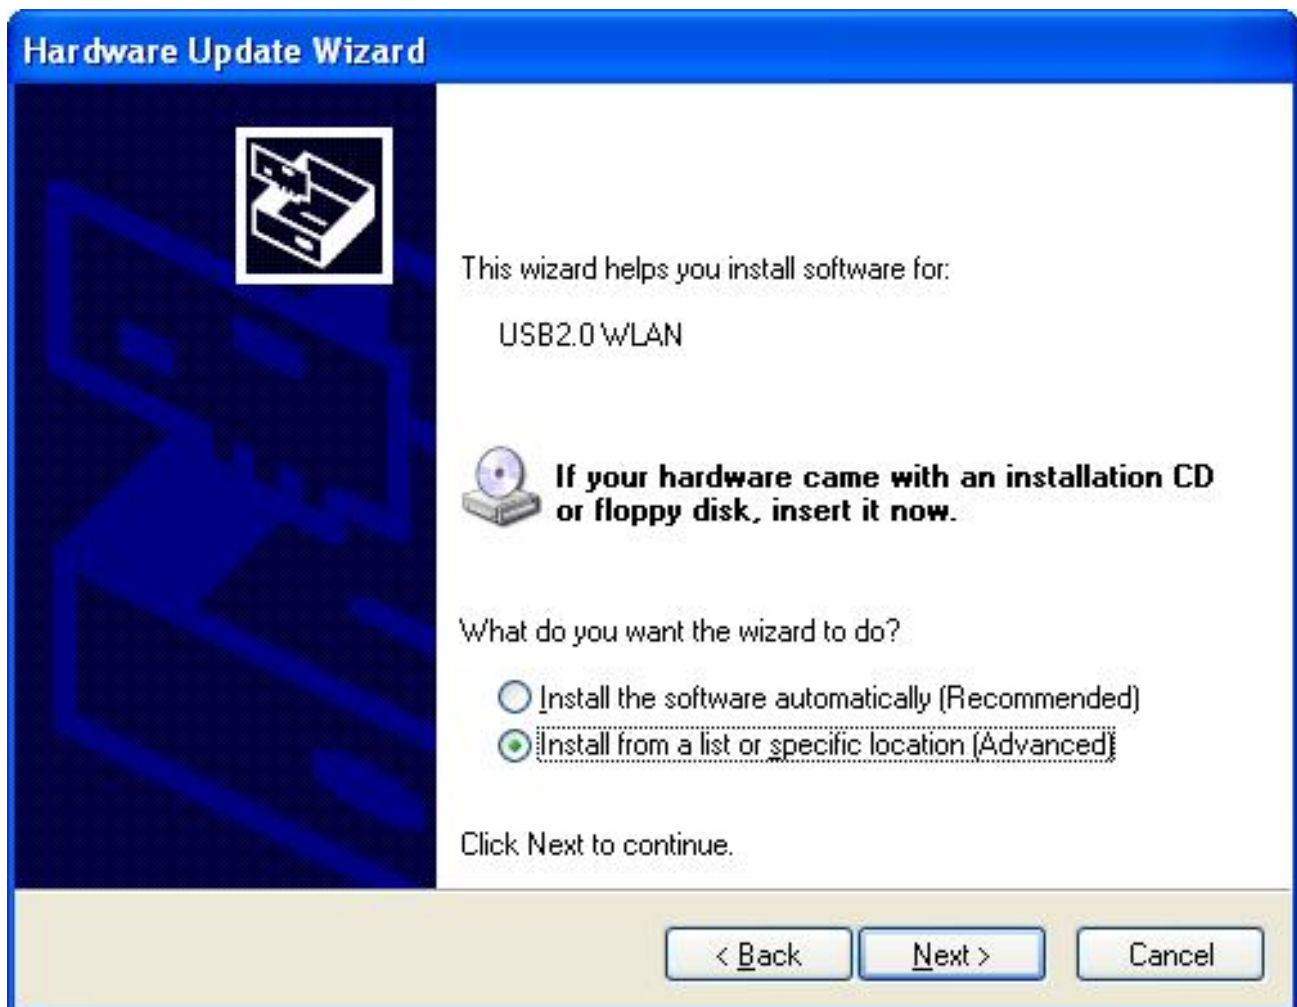 Hardware Update Wizard
This wizard helps you install software for:
USB2.0 WLAN
If your hardware came with an installation CD
or floppy disk, insert it now.
What do you want the wizard to do?
Install the software automatically (Recommended)
Install from a list or specific location (Advanced)
Click Next to continue.
< Back
Next >
Cancel